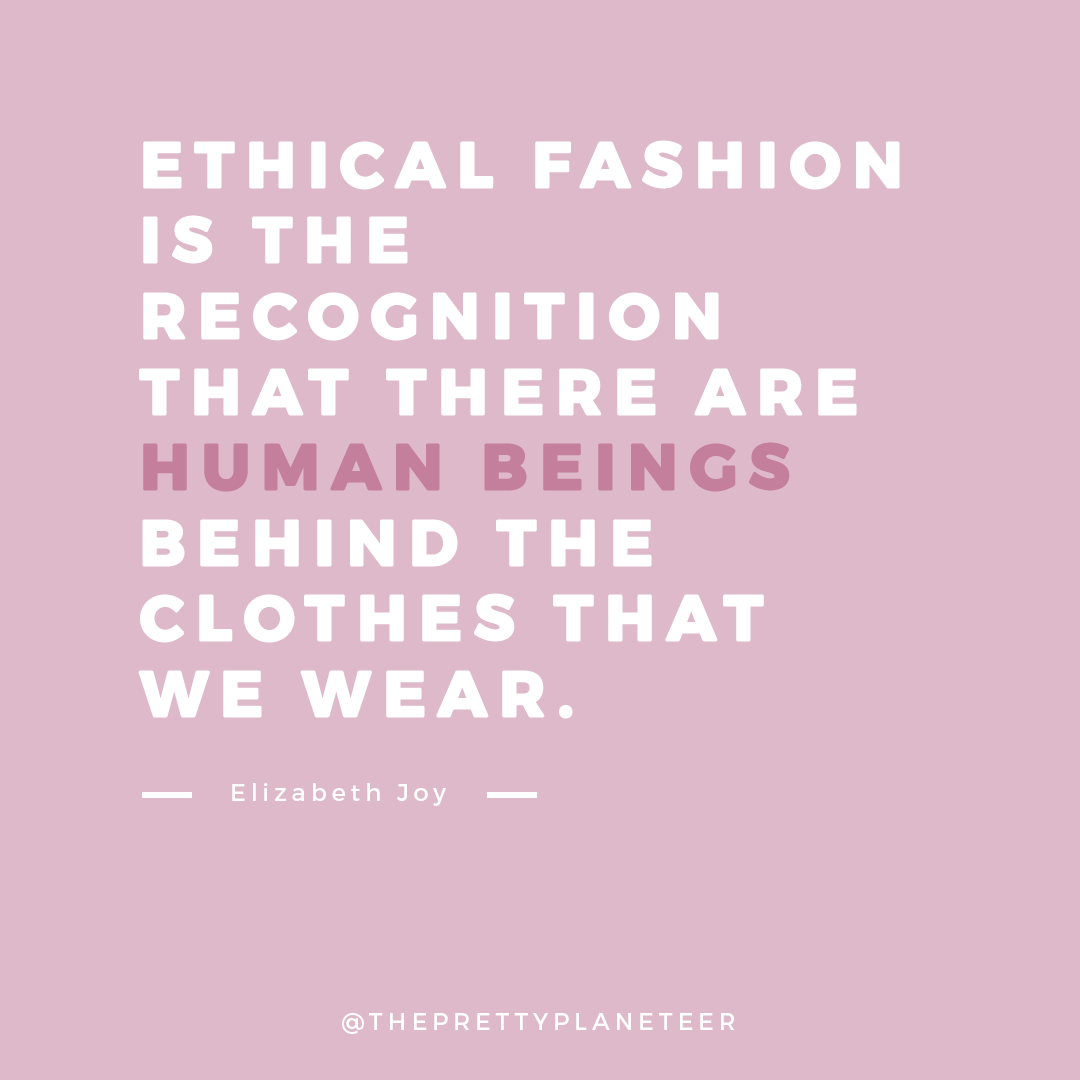 ETHICAL FASHION
IS THE
RECOGNITION
THAT THERE ARE
HUMAN BEINGS
BEHIND THE
CLOTHES THAT
WE WEAR.
Elizabeth Joy
@THEPRETTYPLANETEER